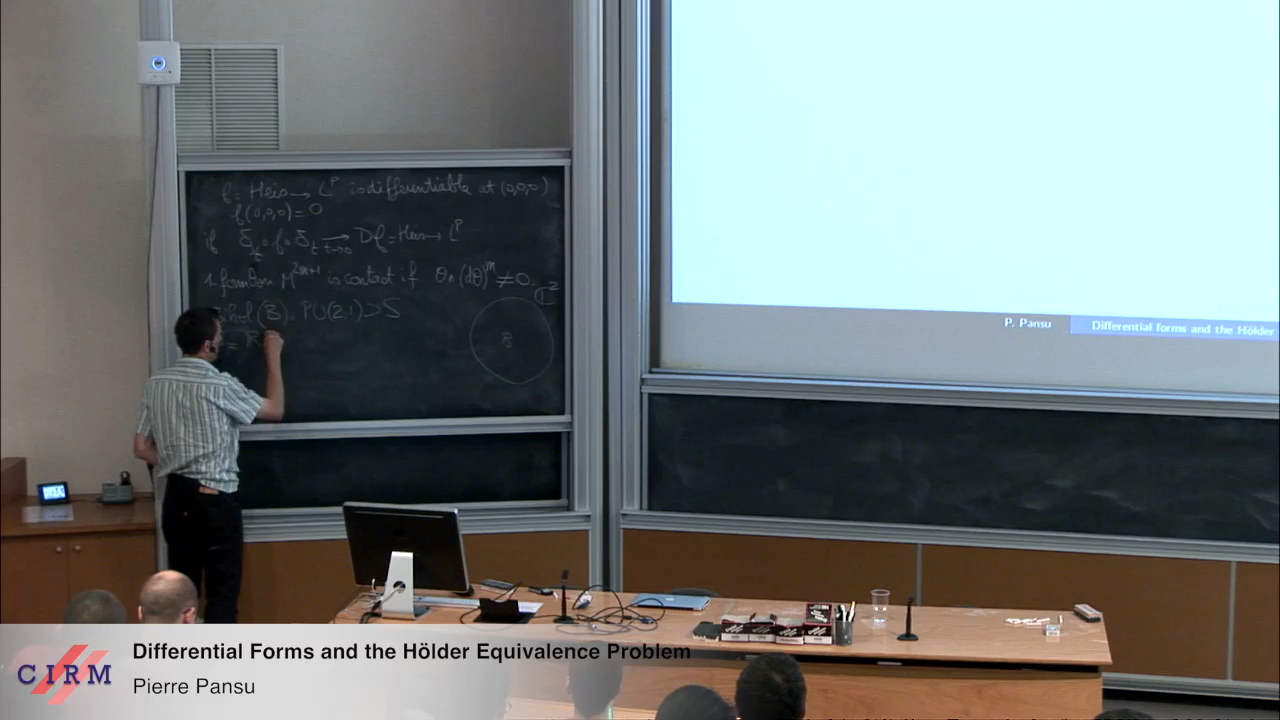 f: Heis → L^p is differentiable at (0,0,0)
f(0,0,0) = 0
if δ_{1/t} ∘ f ∘ δ_t → Df: Heis → L^p
t→0
1-form θ on M^{2m+1} is contact if θ ∧ (dθ)^m ≠ 0.
C^2
(B) = PU(2,1) > S
= R
B
P. Pansu
Differential forms and the Hölder
Differential Forms and the Hölder Equivalence Problem
CIRM
Pierre Pansu